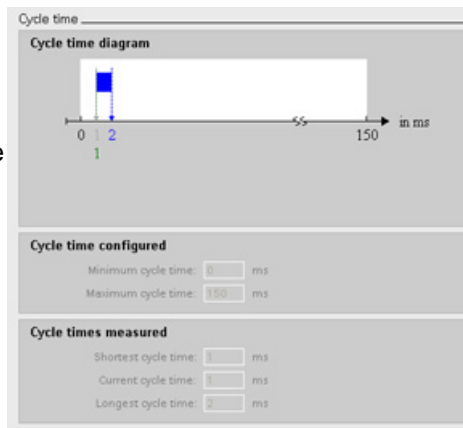 Cycle time
Cycle time diagram
0 1 2 150 in ms
1
e
Cycle time configured
Minimum cycle time: 0 ms
Maximum cycle time: 150 ms
Cycle times measured
Shortest cycle time: 1 ms
Current cycle time: 1 ms
Longest cycle time: 2 ms